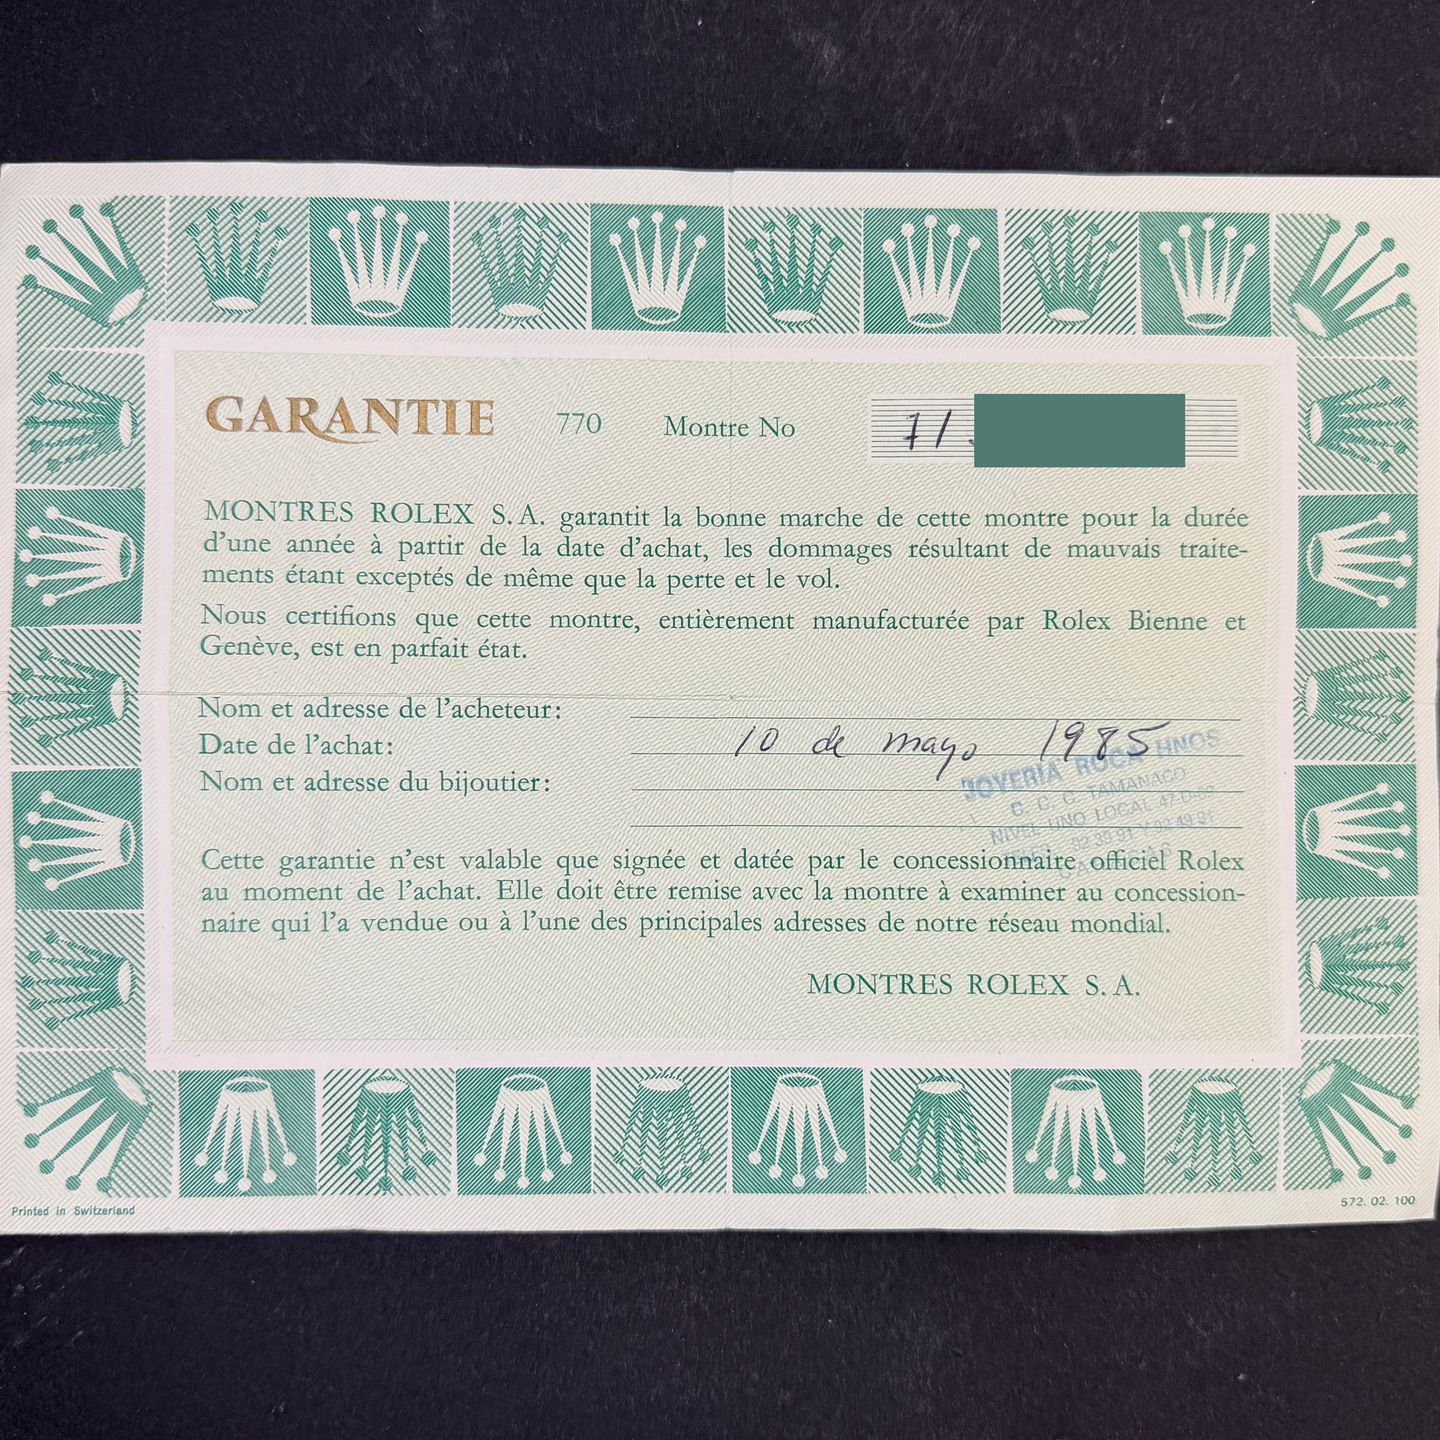 GARANTIE 770 Montre No 71
MONTRES ROLEX S.A. garantit la bonne marche de cette montre pour la durée
d'une année à partir de la date d'achat, les dommages résultant de mauvais traite-
ments étant exceptés de même que la perte et le vol.
Nous certifions que cette montre, entièrement manufacturée par Rolex Bienne et
Genève, est en parfait état.
Nom et adresse de l'acheteur:
Date de l'achat: 10 de mayo 1985
Nom et adresse du bijoutier:
JOYERIA ROCA HNOS
C. C. C. TAMANACO
NIVEL UNO LOCAL
92 39 91 Y 92 49 91
Cette garantie n'est valable que signée et datée par le concessionnaire officiel Rolex
au moment de l'achat. Elle doit être remise avec la montre à examiner au concession-
naire qui l'a vendue ou à l'une des principales adresses de notre réseau mondial.
MONTRES ROLEX S. A.
Printed in Switzerland
572. 02. 100